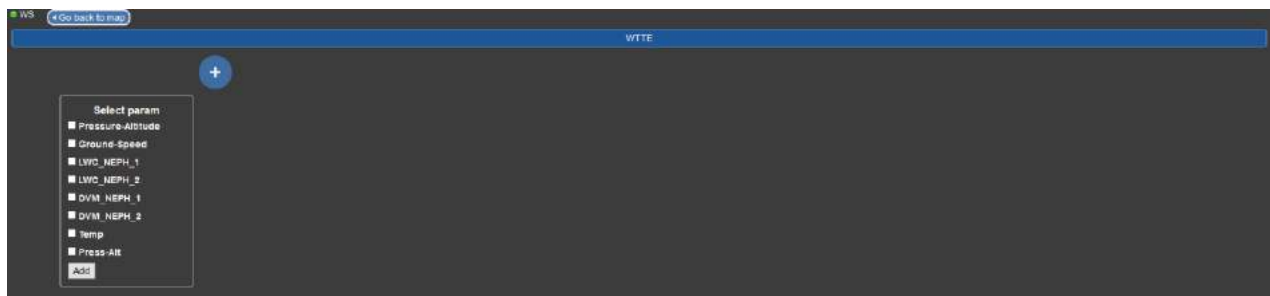 WS Go back to map
WTTE
+
Select param
Pressure-Altitude
Ground-Speed
LWC_NEPH_1
LWC_NEPH_2
DVM_NEPH_1
DVM_NEPH_2
Temp
Press-Alt
Add